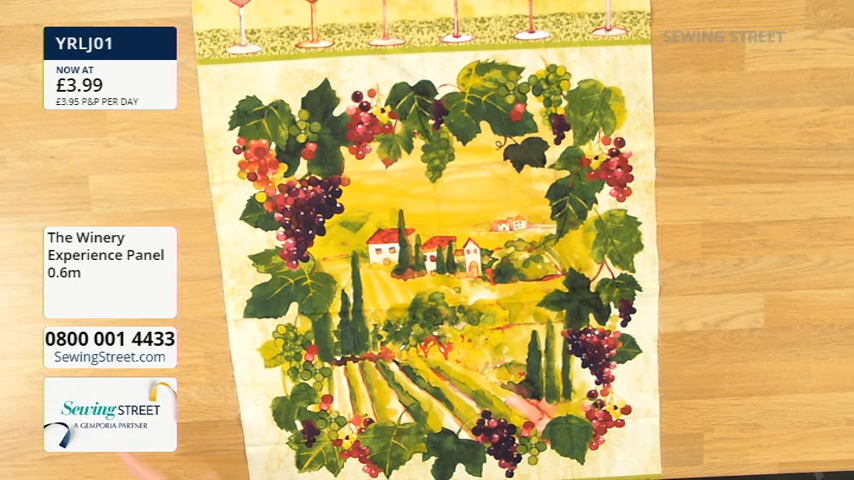 YRLJ01
NOW AT
£3.99
£3.95 P&P PER DAY
SEWING STREET
The Winery
Experience Panel
0.6m
0800 001 4433
SewingStreet.com
Sewing STREET
A GEMPORIA PARTNER